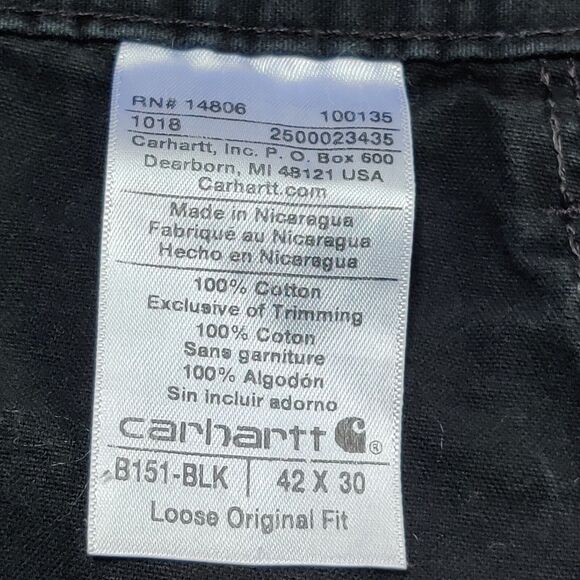 RN# 14806 100135
1018 2500023435
Carhartt, Inc. P. O. Box 600
Dearborn, MI 48121 USA
Carhartt.com
Made in Nicaragua
Fabriqué au Nicaragua
Hecho en Nicaragua
100% Cotton
Exclusive of Trimming
100% Coton
Sans garniture
100% Algodón
Sin incluir adorno
carhartt ®
B151-BLK | 42 X 30
Loose Original Fit